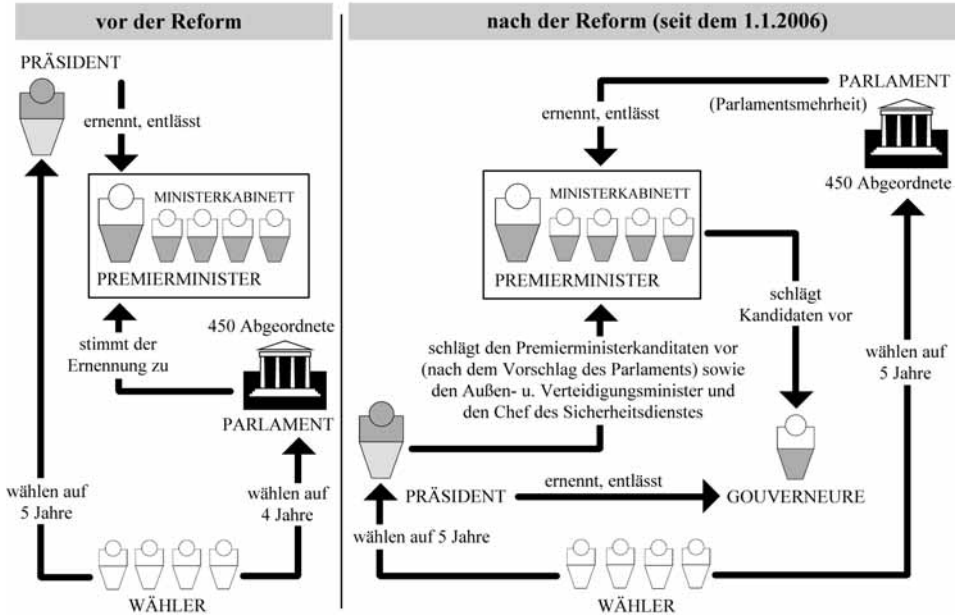 vor der Reform
PRÄSIDENT
ernennt, entlässt
MINISTERKABINETT
PREMIERMINISTER
450 Abgeordnete
stimmt der
Ernennung zu
PARLAMENT
wählen auf
5 Jahre
wählen auf
4 Jahre
WÄHLER
nach der Reform (seit dem 1.1.2006)
PARLAMENT
(Parlamentsmehrheit)
ernennt, entlässt
450 Abgeordnete
MINISTERKABINETT
PREMIERMINISTER
schlägt
Kandidaten vor
schlägt den Premierministerkanditaten vor
(nach dem Vorschlag des Parlaments) sowie
den Außen- u. Verteidigungsminister und
den Chef des Sicherheitsdienstes
wählen auf
5 Jahre
PRÄSIDENT
ernennt, entlässt
GOUVERNEURE
wählen auf 5 Jahre
WÄHLER